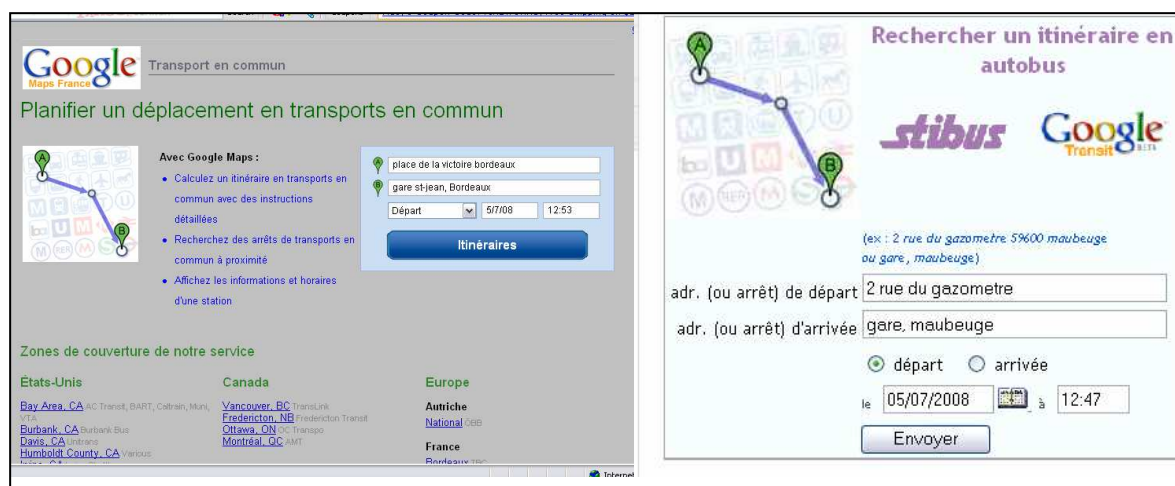 Google
Maps France
Transport en commun
Planifier un déplacement en transports en commun
A
B
Avec Google Maps :
Calculez un itinéraire en transports en
commun avec des instructions
détaillées
Recherchez des arrêts de transports en
commun à proximité
Affichez les informations et horaires
d'une station
A place de la victoire bordeaux
B gare st-jean, Bordeaux
Départ 5/7/08 12:53
Itinéraires
Zones de couverture de notre service
États-Unis
Bay Area, CA AC Transit, BART, Caltrain, Muni,
VTA
Burbank, CA Burbank Bus
Davis, CA Unitrans
Humboldt County, CA Various
Canada
Vancouver, BC TransLink
Fredericton, NB Fredericton Transit
Ottawa, ON OC Transpo
Montréal, QC AMT
Europe
Autriche
National ÖBB
France
Bordeaux TBC
Internet
A
B
Rechercher un itinéraire en
autobus
stibus
Google
Transit BETA
(ex : 2 rue du gazometre 59600 maubeuge
ou gare, maubeuge)
adr. (ou arrêt) de départ 2 rue du gazometre
adr. (ou arrêt) d'arrivée gare, maubeuge
départ arrivée
le 05/07/2008 à 12:47
Envoyer